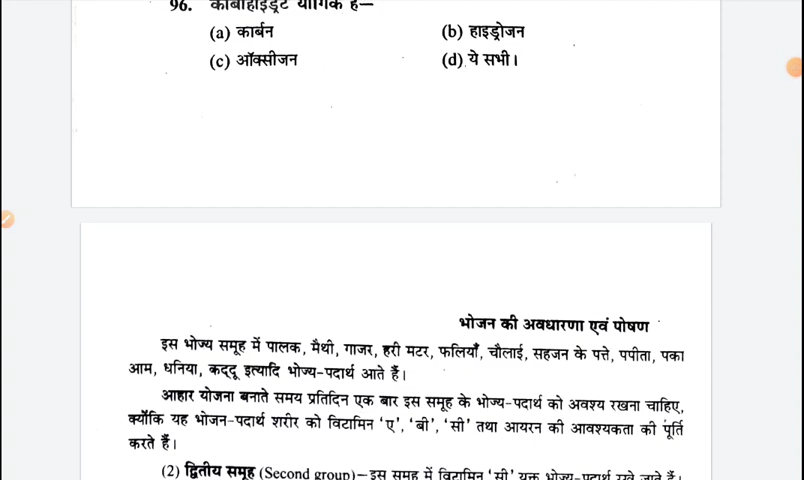 96. कार्बोहाइड्रेट यौगिक है—
(a) कार्बन (b) हाइड्रोजन
(c) ऑक्सीजन (d) ये सभी।
भोजन की अवधारणा एवं पोषण
इस भोज्य समूह में पालक, मैथी, गाजर, हरी मटर, फलियाँ, चौलाई, सहजन के पत्ते, पपीता, पका
आम, धनिया, कद्दू इत्यादि भोज्य-पदार्थ आते हैं।
आहार योजना बनाते समय प्रतिदिन एक बार इस समूह के भोज्य-पदार्थ को अवश्य रखना चाहिए,
क्योंकि यह भोजन-पदार्थ शरीर को विटामिन ‘ए’, ‘बी’, ‘सी’ तथा आयरन की आवश्यकता की पूर्ति
करते हैं।
(2) द्वितीय समूह (Second group)—इस समूह में विटामिन ‘सी’ युक्त भोज्य-पदार्थ रखे जाते हैं।